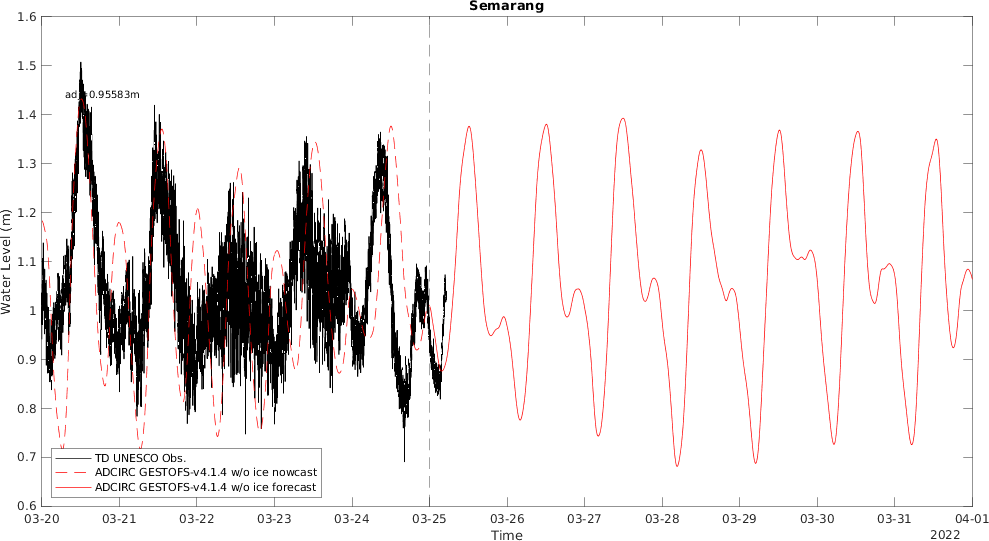 Semarang
1.6
1.5
1.4
1.3
1.2
1.1
1
0.9
0.8
0.7
0.6
Water Level (m)
0.95583m
TD UNESCO Obs.
ADCIRC GESTOFS-v4.1.4 w/o ice nowcast
ADCIRC GESTOFS-v4.1.4 w/o ice forecast
03-20 03-21 03-22 03-23 03-24 03-25 03-26 03-27 03-28 03-29 03-30 03-31 04-01
Time
2022